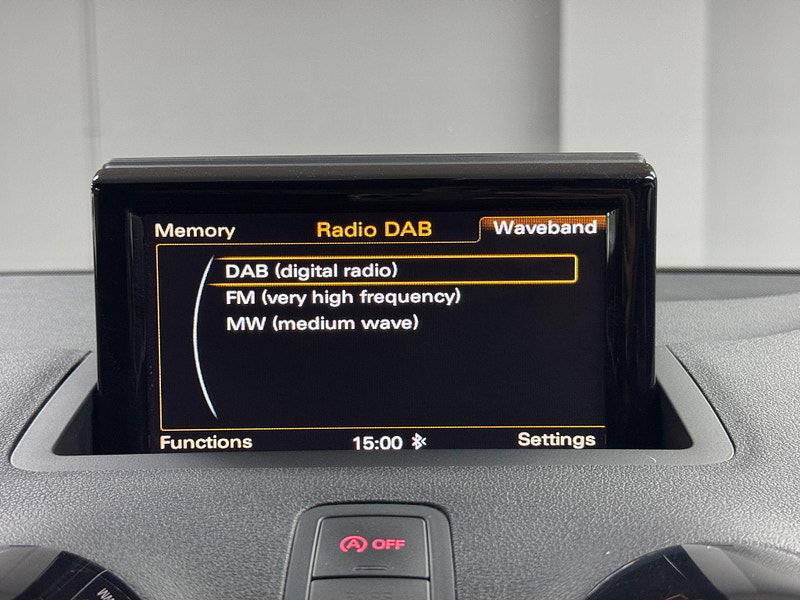 Memory Radio DAB Waveband
DAB (digital radio)
FM (very high frequency)
MW (medium wave)
Functions 15:00 Settings
A OFF